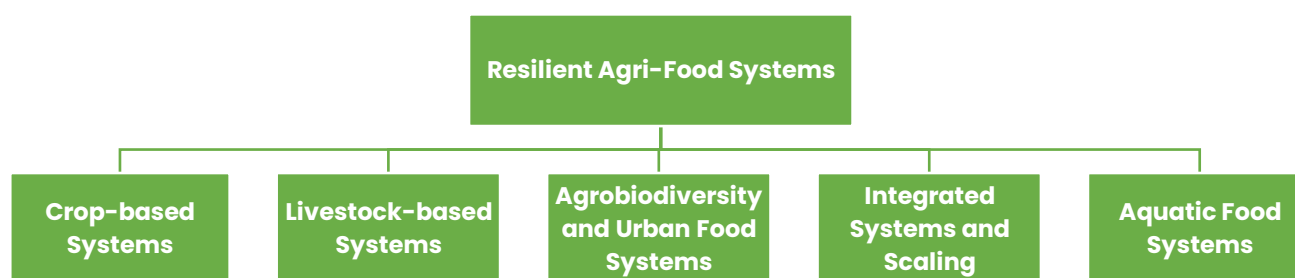 Resilient Agri-Food Systems
Crop-based
Systems
Livestock-based
Systems
Agrobiodiversity
and Urban Food
Systems
Integrated
Systems and
Scaling
Aquatic Food
Systems